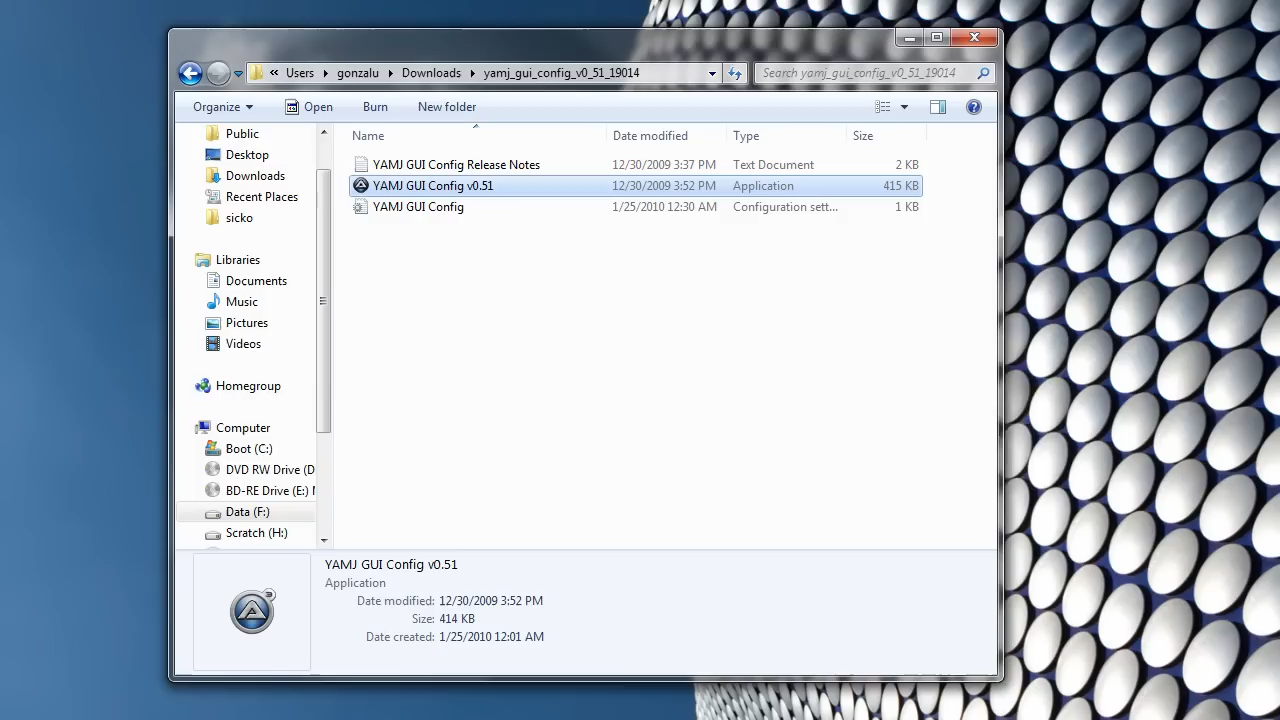 « Users ▸ gonzalu ▸ Downloads ▸ yamj_gui_config_v0_51_19014
Search yamj_gui_config_v0_51_19014
Organize Open Burn New folder
Name Date modified Type Size
Public
Desktop
Downloads
Recent Places
sicko
Libraries
Documents
Music
Pictures
Videos
Homegroup
Computer
Boot (C:)
DVD RW Drive (D
BD-RE Drive (E:)
Data (F:)
Scratch (H:)
YAMJ GUI Config Release Notes 12/30/2009 3:37 PM Text Document 2 KB
YAMJ GUI Config v0.51 12/30/2009 3:52 PM Application 415 KB
YAMJ GUI Config 1/25/2010 12:30 AM Configuration sett... 1 KB
YAMJ GUI Config v0.51
Application
Date modified: 12/30/2009 3:52 PM
Size: 414 KB
Date created: 1/25/2010 12:01 AM